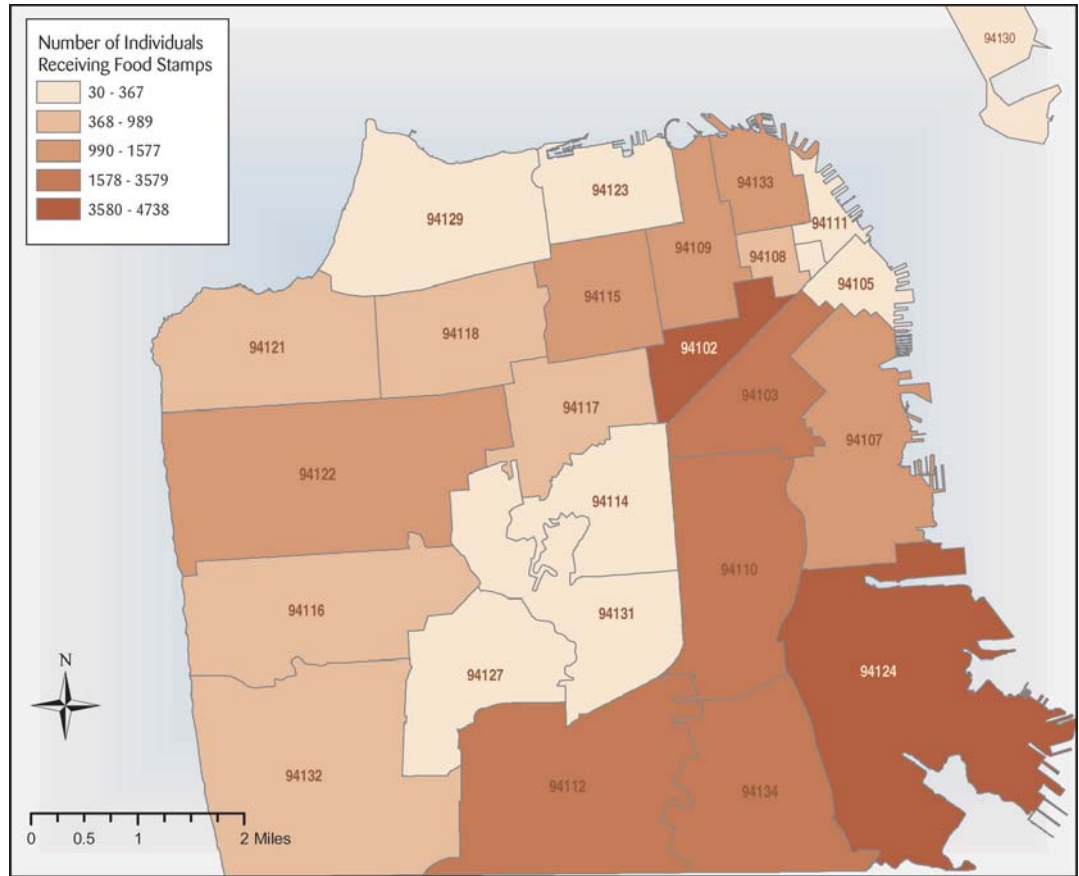 Number of Individuals
Receiving Food Stamps
30 - 367
368 - 989
990 - 1577
1578 - 3579
3580 - 4738
94130
94123
94133
94129
94111
94109
94108
94105
94115
94118
94121
94102
94103
94117
94107
94122
94114
94110
94116
94131
94127
94124
N
94132
94112
94134
0 0.5 1 2 Miles